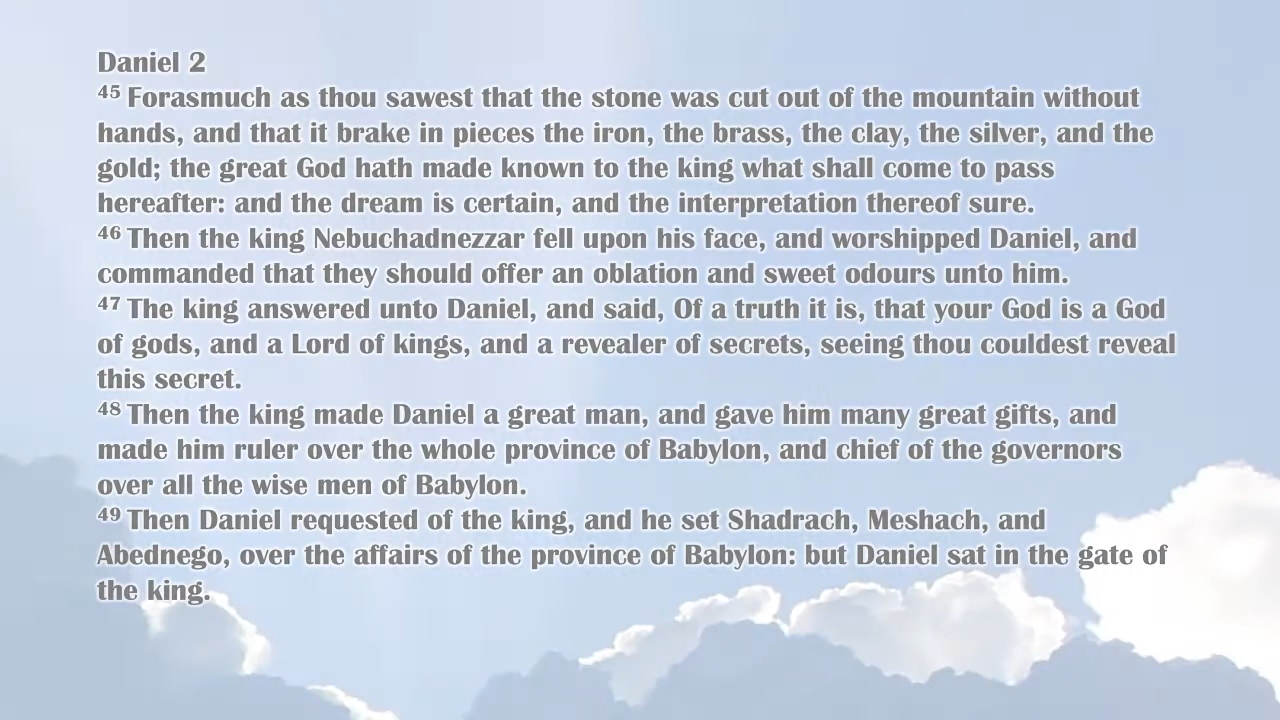 Daniel 2
45 Forasmuch as thou sawest that the stone was cut out of the mountain without
hands, and that it brake in pieces the iron, the brass, the clay, the silver, and the
gold; the great God hath made known to the king what shall come to pass
hereafter: and the dream is certain, and the interpretation thereof sure.
46 Then the king Nebuchadnezzar fell upon his face, and worshipped Daniel, and
commanded that they should offer an oblation and sweet odours unto him.
47 The king answered unto Daniel, and said, Of a truth it is, that your God is a God
of gods, and a Lord of kings, and a revealer of secrets, seeing thou couldest reveal
this secret.
48 Then the king made Daniel a great man, and gave him many great gifts, and
made him ruler over the whole province of Babylon, and chief of the governors
over all the wise men of Babylon.
49 Then Daniel requested of the king, and he set Shadrach, Meshach, and
Abednego, over the affairs of the province of Babylon: but Daniel sat in the gate of
the king.